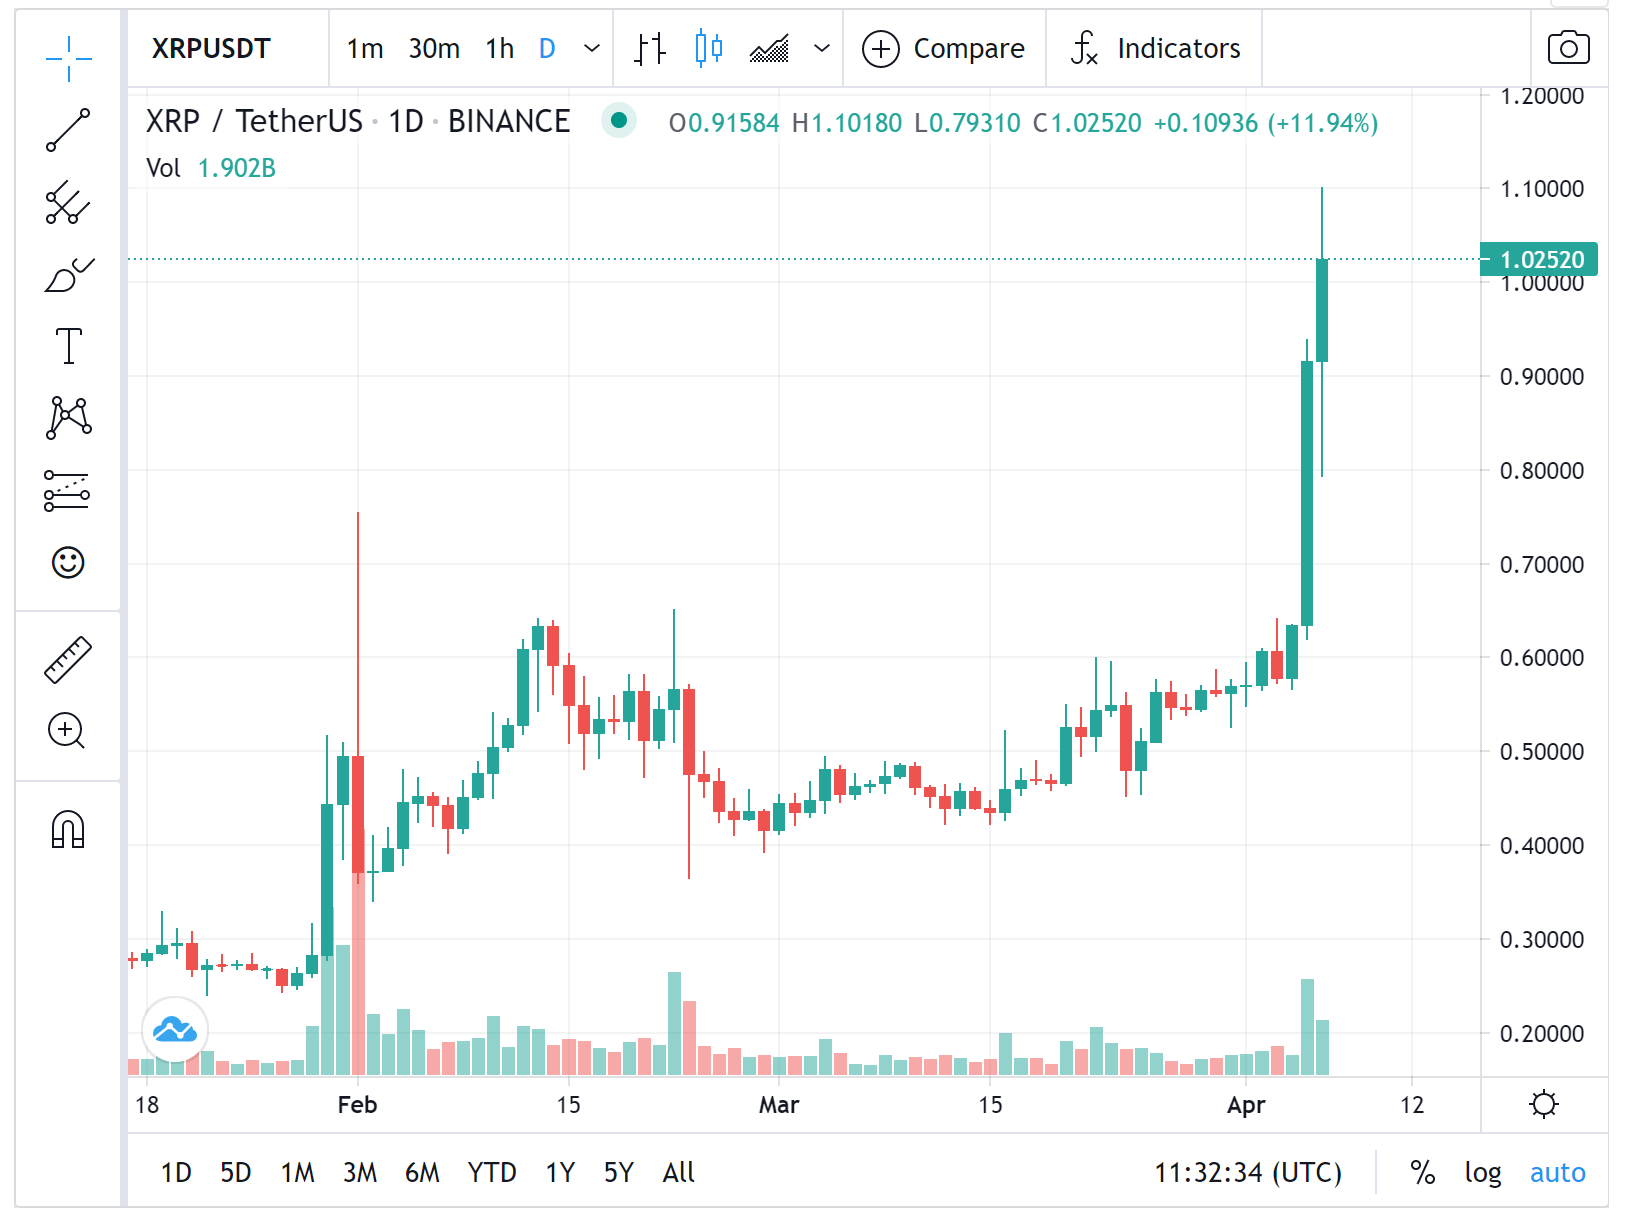 XRPUSDT 1m 30m 1h D Compare Indicators
XRP / TetherUS · 1D · BINANCE O0.91584 H1.10180 L0.79310 C1.02520 +0.10936 (+11.94%)
Vol 1.902B
1.20000
1.10000
1.02520
1.00000
0.90000
0.80000
0.70000
0.60000
0.50000
0.40000
0.30000
0.20000
18 Feb 15 Mar 15 Apr 12
1D 5D 1M 3M 6M YTD 1Y 5Y All 11:32:34 (UTC) % log auto